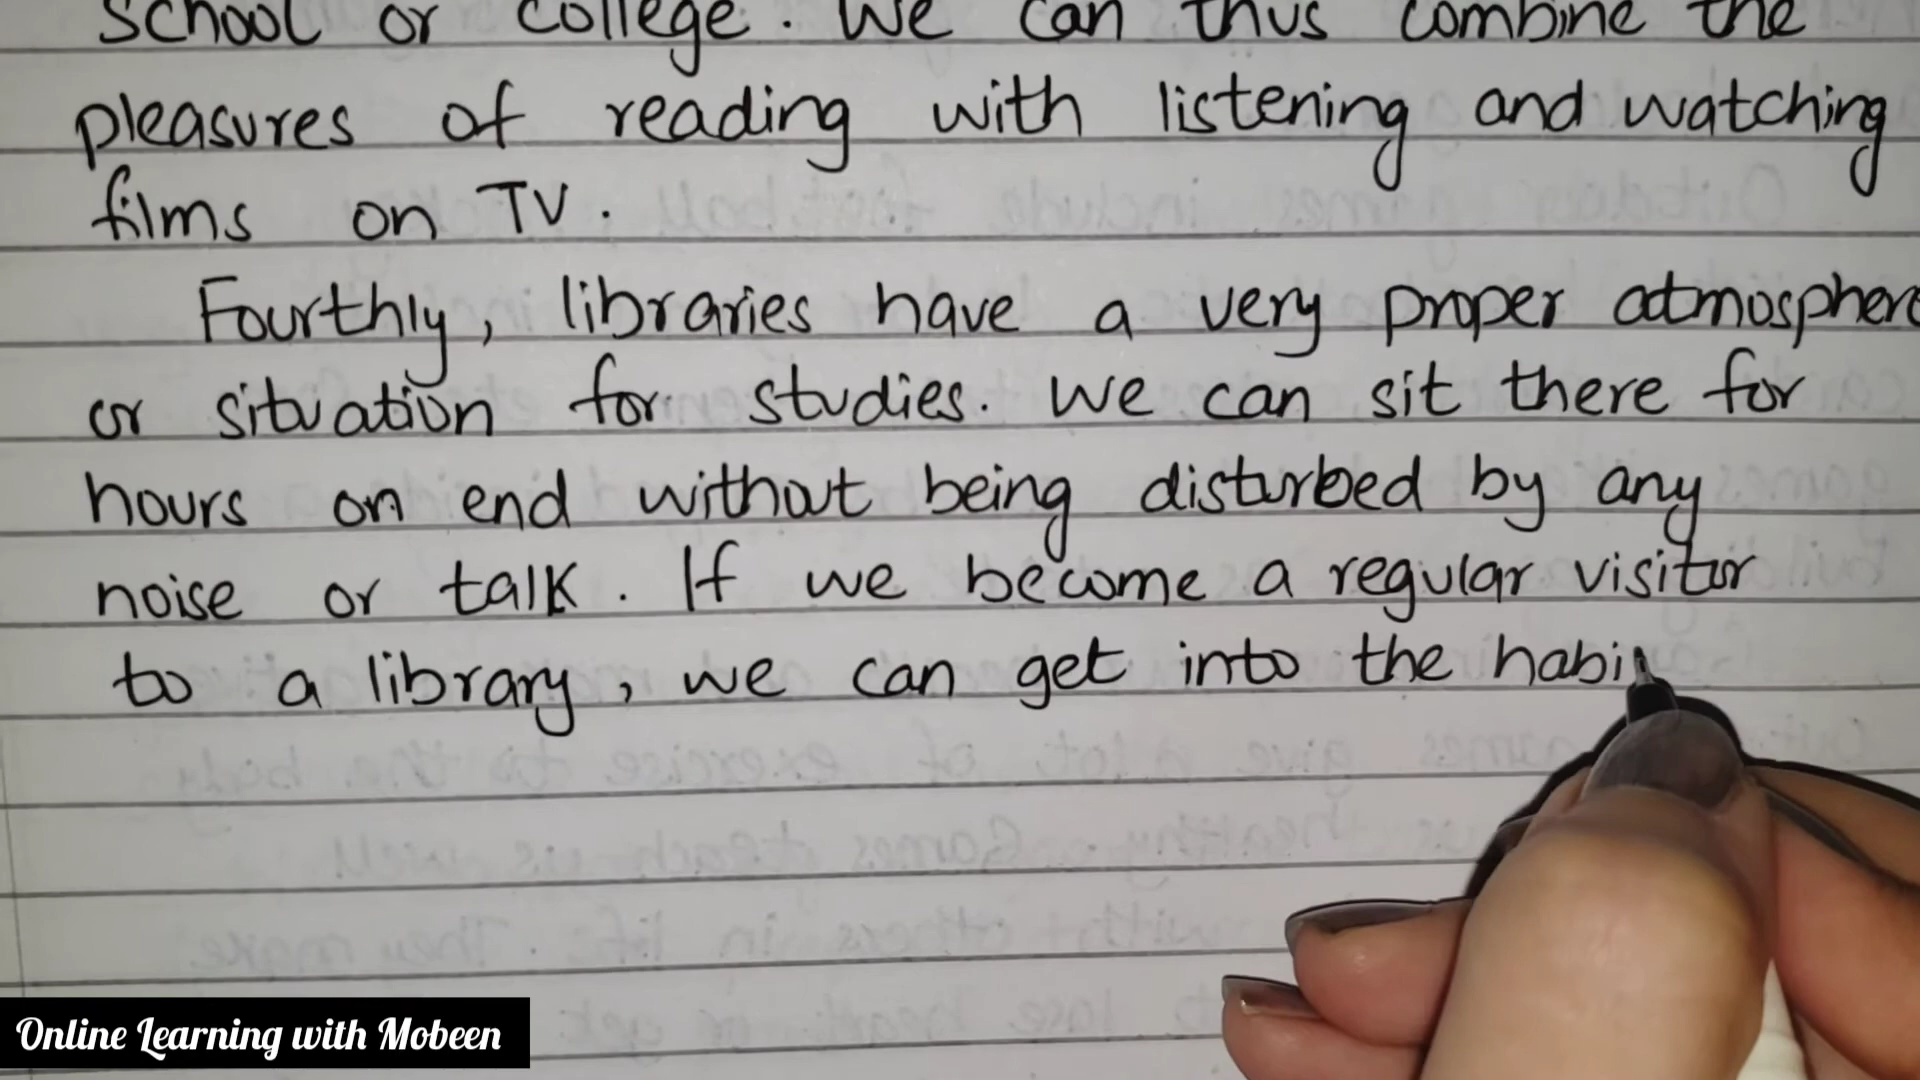 school or college. We can thus combine the
pleasures of reading with listening and watching
films on TV.
Fourthly, libraries have a very proper atmosphere
or situation for studies. We can sit there for
hours on end without being disturbed by any
noise or talk. If we become a regular visitor
to a library, we can get into the habi
Online Learning with Mobeen